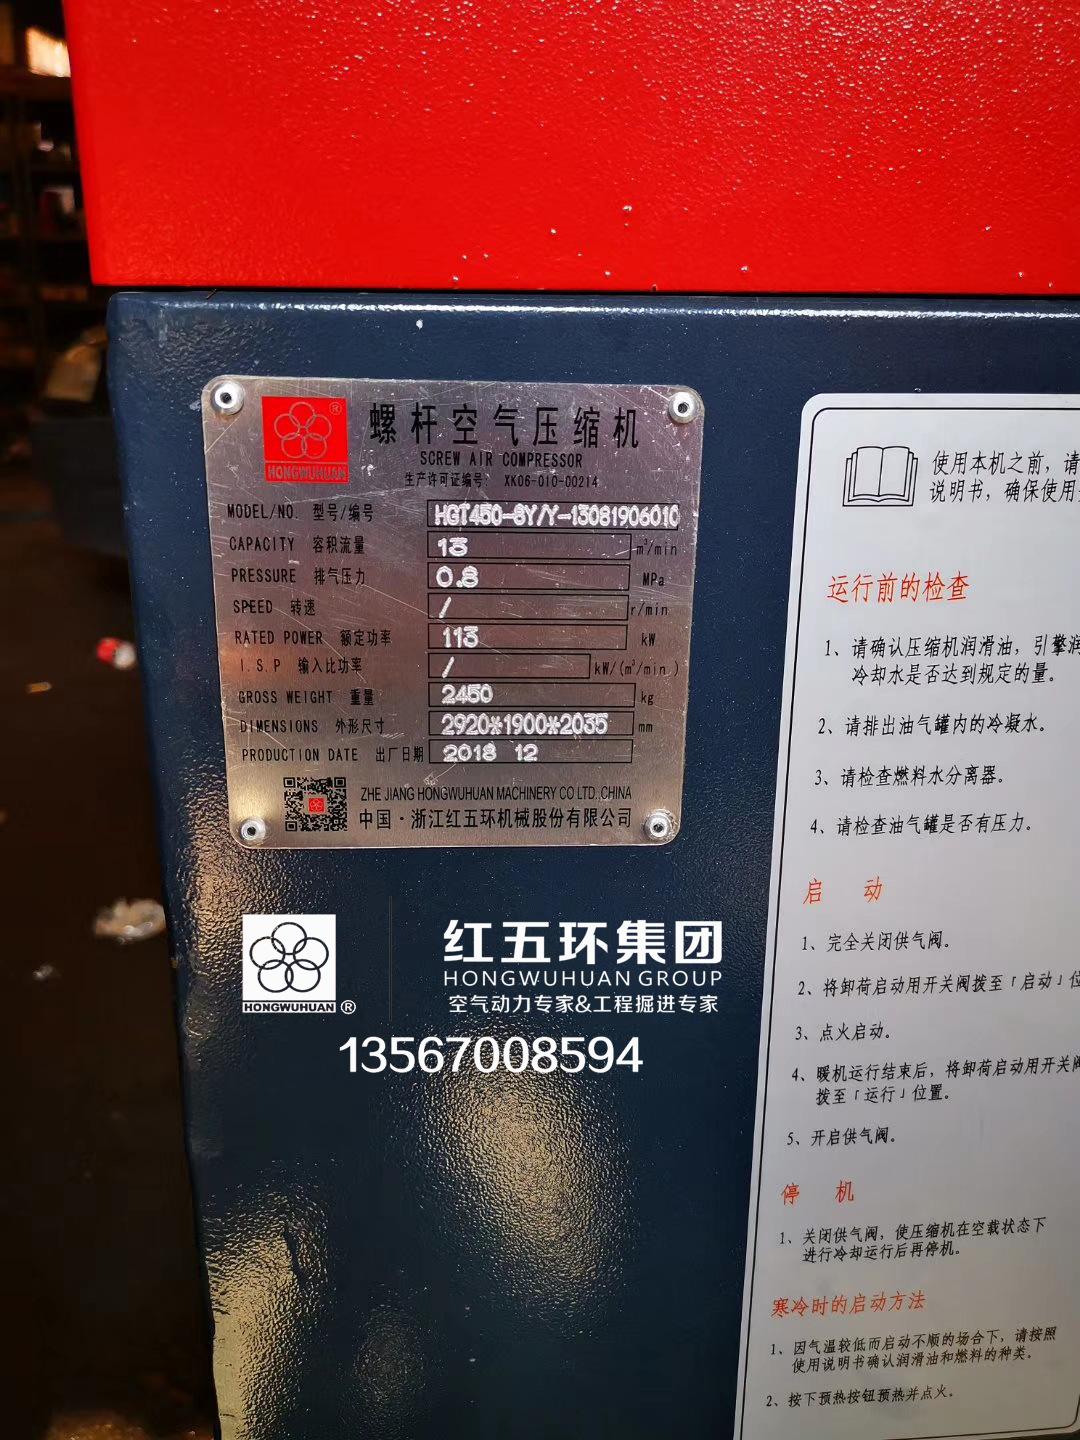 HONGWUHUAN ®
螺杆空气压缩机
SCREW AIR COMPRESSOR
生产许可证编号: XK06-010-00214
MODEL/NO. 型号/编号 HGT450-8Y/Y-13081906010
CAPACITY 容积流量 13 m³/min
PRESSURE 排气压力 0.8 MPa
SPEED 转速 / r/min
RATED POWER 额定功率 113 kW
I.S.P 输入比功率 / kW/(m³/min)
GROSS WEIGHT 重量 2450 kg
DIMENSIONS 外形尺寸 2920*1900*2035 mm
PRODUCTION DATE 出厂日期 2018 12
ZHE JIANG HONGWUHUAN MACHINERY CO LTD.,CHINA
中国·浙江红五环机械股份有限公司
HONGWUHUAN ®
红五环集团
HONGWUHUAN GROUP
空气动力专家&工程掘进专家
13567008594
使用本机之前，请
说明书，确保使用
运行前的检查
1、请确认压缩机润滑油，引擎润
冷却水是否达到规定的量。
2、请排出油气罐内的冷凝水。
3、请检查燃料水分离器。
4、请检查油气罐是否有压力。
启 动
1、完全关闭供气阀。
2、将卸荷启动用开关阀拨至「启动」位
3、点火启动。
4、暖机运行结束后，将卸荷启动用开关阀
拨至「运行」位置。
5、开启供气阀。
停 机
1、关闭供气阀，使压缩机在空载状态下
进行冷却运行后再停机。
寒冷时的启动方法
1、因气温较低而启动不顺的场合下，请按照
使用说明书确认润滑油和燃料的种类。
2、按下预热按钮预热并点火。